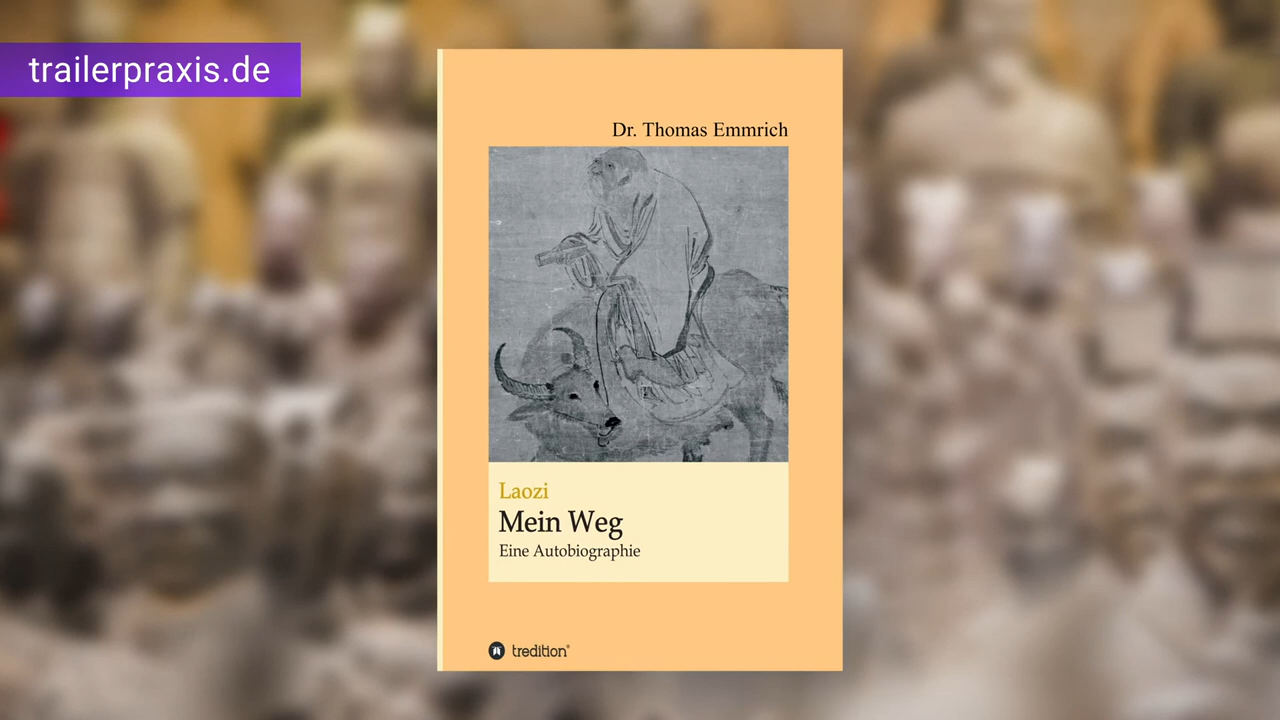 trailerpraxis.de
Dr. Thomas Emmrich
Laozi
Mein Weg
Eine Autobiographie
tredition®